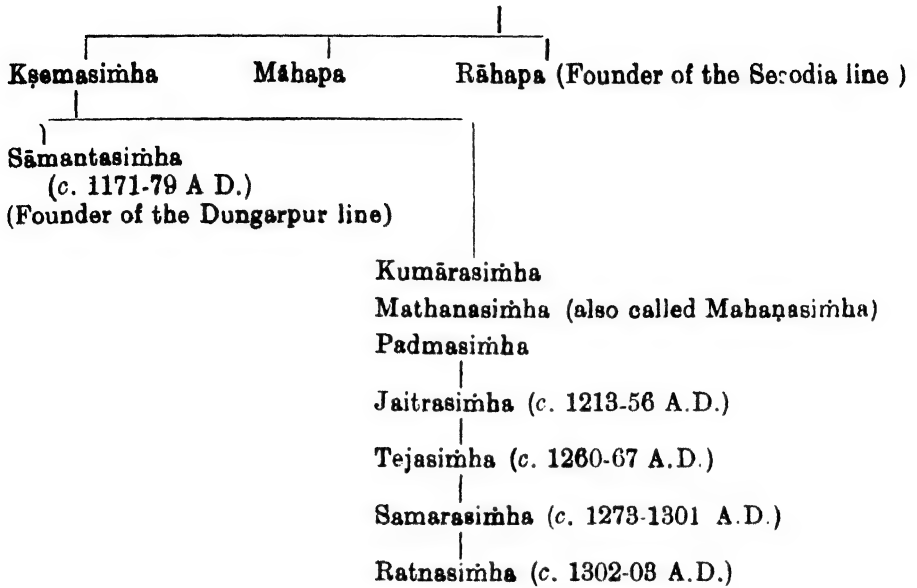 Kṣemasiṁha Māhapa Rāhapa (Founder of the Sesodia line )
Sāmantasiṁha
(c. 1171-79 A D.)
(Founder of the Dungarpur line)
Kumārasiṁha
Mathanasiṁha (also called Mahaṇasiṁha)
Padmasiṁha
Jaitrasiṁha (c. 1213-56 A.D.)
Tejasiṁha (c. 1260-67 A.D.)
Samarasiṁha (c. 1273-1301 A.D.)
Ratnasiṁha (c. 1302-03 A.D.)